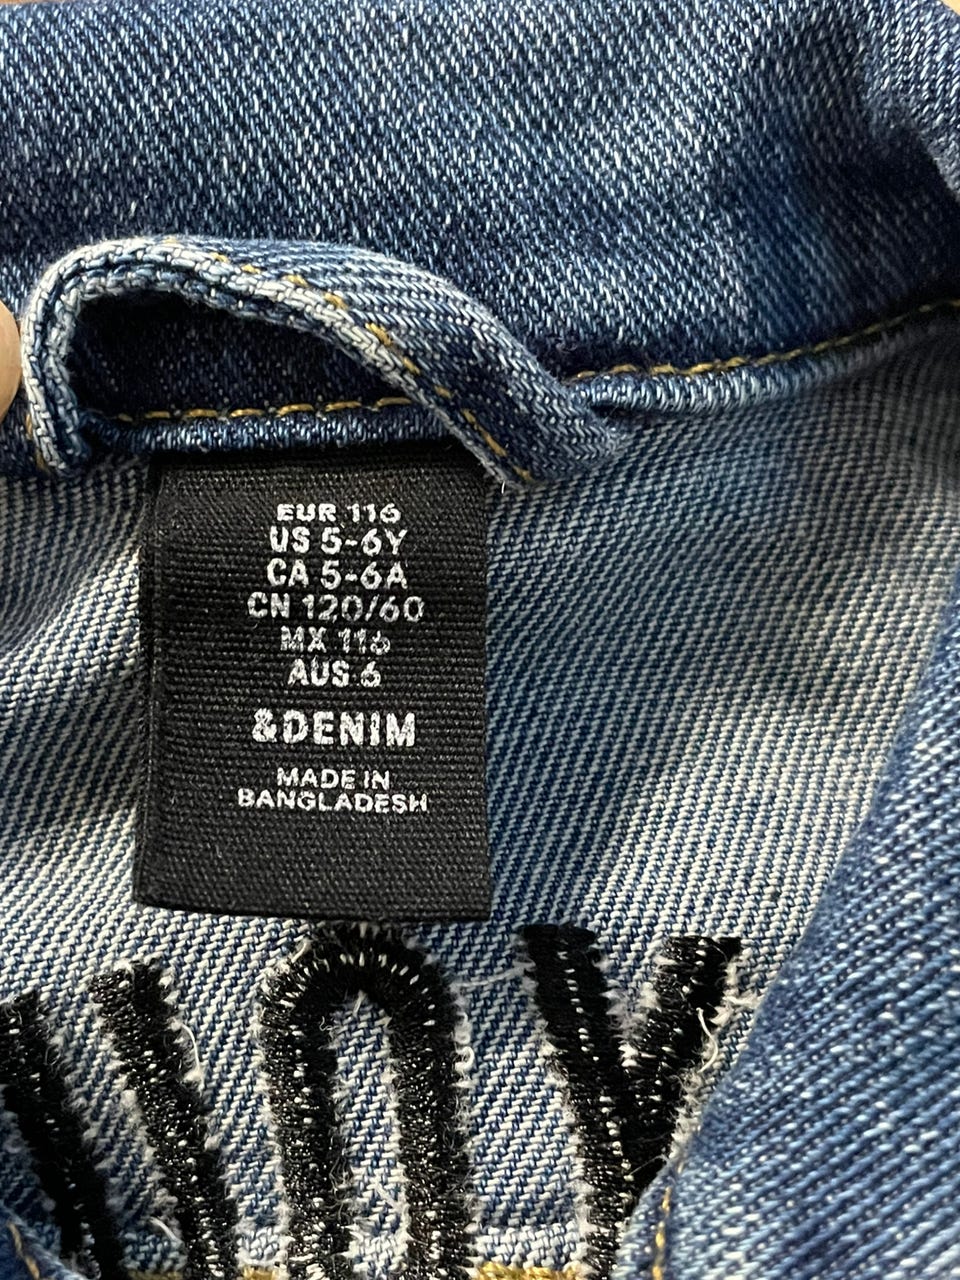 EUR 116
US 5-6Y
CA 5-6A
CN 120/60
MX 116
AUS 6
&DENIM
MADE IN
BANGLADESH